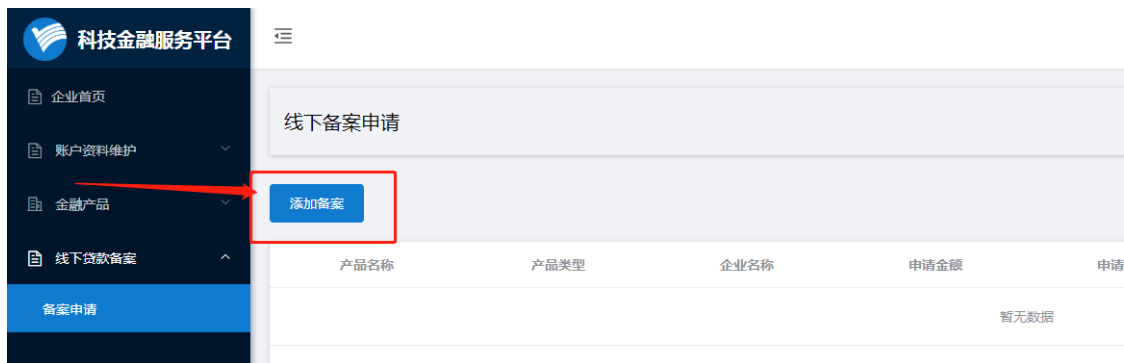 科技金融服务平台
企业首页
账户资料维护
金融产品
线下贷款备案
备案申请
线下备案申请
添加备案
产品名称 产品类型 企业名称 申请金额 申请
暂无数据